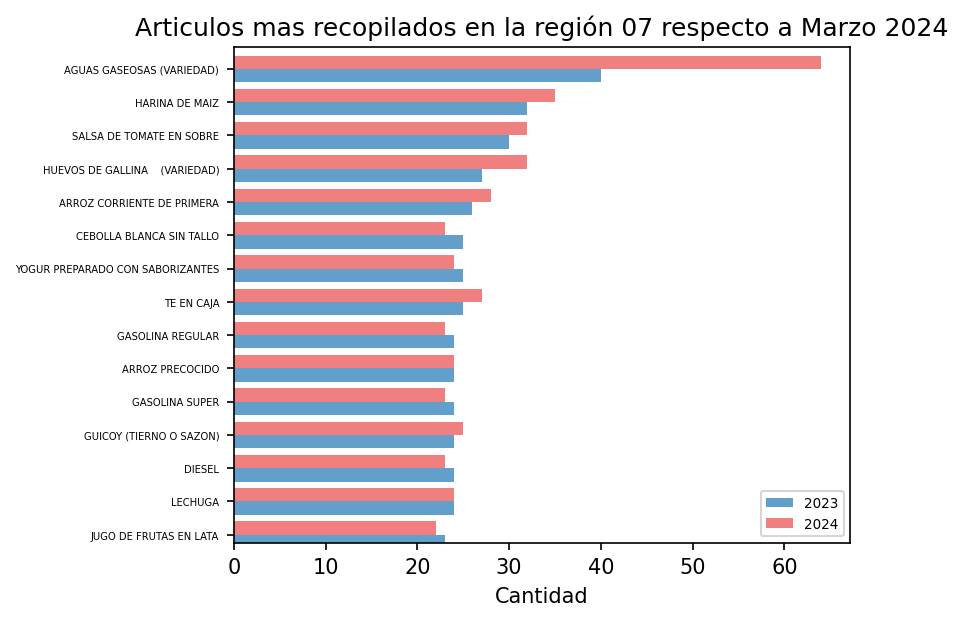 Articulos mas recopilados en la región 07 respecto a Marzo 2024
AGUAS GASEOSAS (VARIEDAD)
HARINA DE MAIZ
SALSA DE TOMATE EN SOBRE
HUEVOS DE GALLINA    (VARIEDAD)
ARROZ CORRIENTE DE PRIMERA
CEBOLLA BLANCA SIN TALLO
YOGUR PREPARADO CON SABORIZANTES
TE EN CAJA
GASOLINA REGULAR
ARROZ PRECOCIDO
GASOLINA SUPER
GUICOY (TIERNO O SAZON)
DIESEL
LECHUGA
JUGO DE FRUTAS EN LATA
2023
2024
0 10 20 30 40 50 60
Cantidad